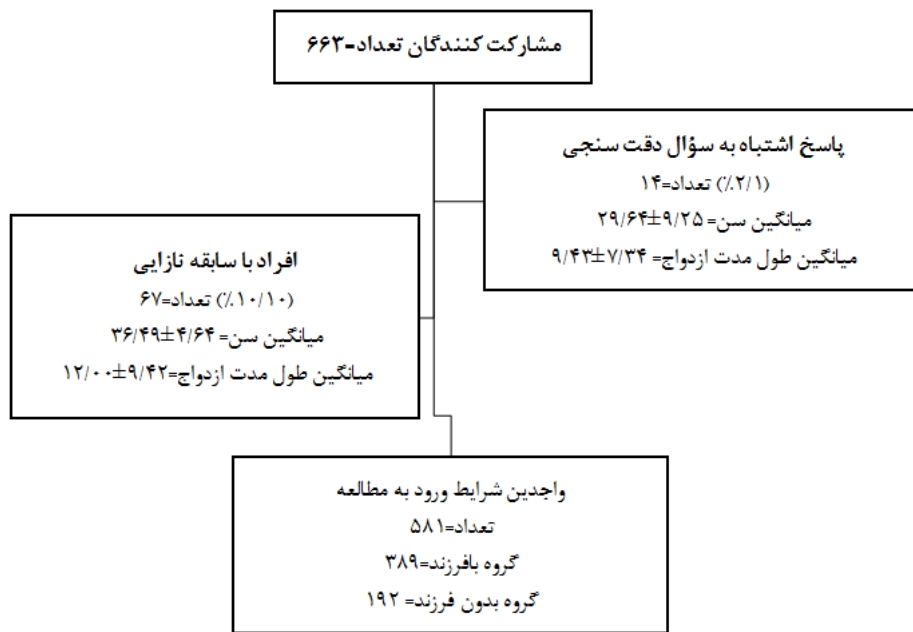 مشارکت کنندگان تعداد=۶۶۳
پاسخ اشتباه به سؤال دقت سنجی
(٪۲/۱) تعداد=۱۴
میانگین سن= ۲۹/۶۴±۹/۲۵
میانگین طول مدت ازدواج= ۹/۴۳±۷/۳۴
افراد با سابقه نازایی
(٪۱۰/۱۰) تعداد=۶۷
میانگین سن= ۳۶/۴۹±۴/۶۴
میانگین طول مدت ازدواج=۱۲/۰۰±۹/۴۲
واجدین شرایط ورود به مطالعه
تعداد=۵۸۱
گروه بافرزند=۳۸۹
گروه بدون فرزند= ۱۹۲